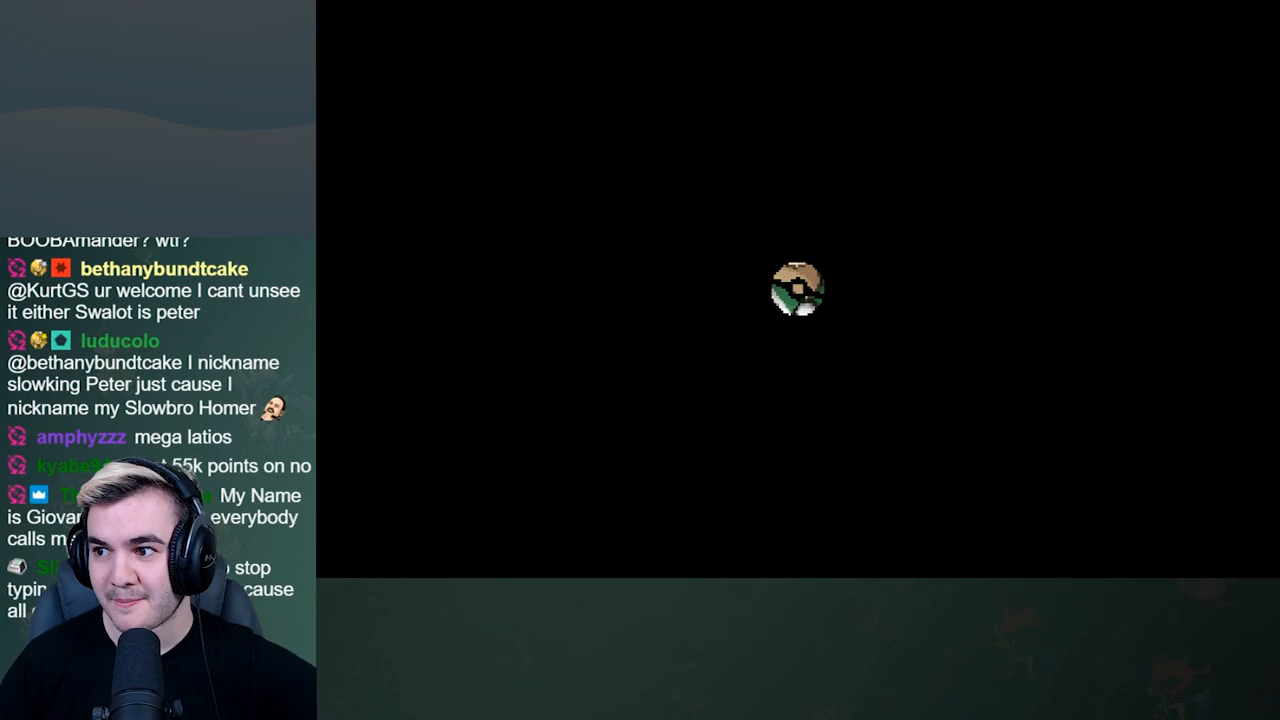 BOOBAmander? wtf?
bethanybundtcake
@KurtGS ur welcome I cant unsee
it either Swalot is peter
luducolo
@bethanybundtcake I nickname
slowking Peter just cause I
nickname my Slowbro Homer
amphyzzz mega latios
55k points on no
My Name
is everybody
calls
stop
cause
all